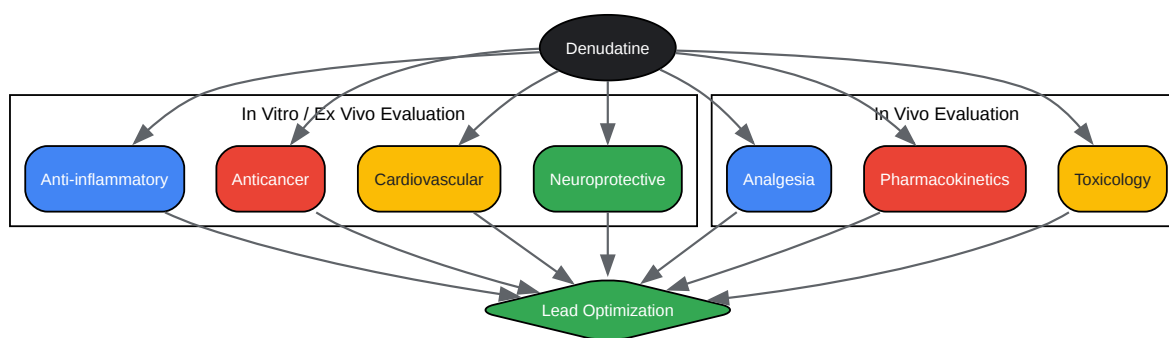 Denudatine
In Vitro / Ex Vivo Evaluation
In Vivo Evaluation
Anti-inflammatory
Anticancer
Cardiovascular
Neuroprotective
Analgesia
Pharmacokinetics
Toxicology
Lead Optimization